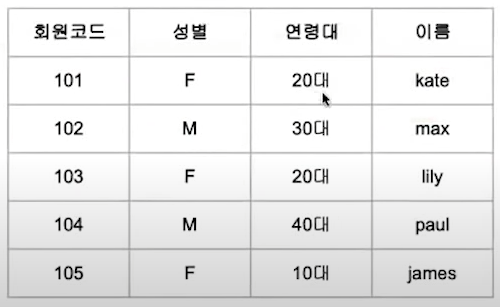 회원코드 성별 연령대 이름
101 F 20대 kate
102 M 30대 max
103 F 20대 lily
104 M 40대 paul
105 F 10대 james